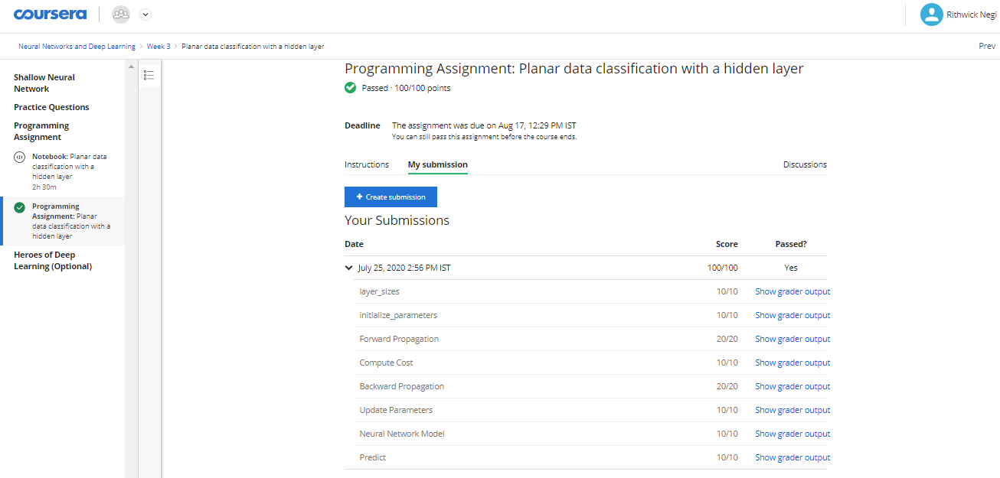 coursera
Rithwick Negi
Neural Networks and Deep Learning > Week 3 > Planar data classification with a hidden layer
Prev
Shallow Neural
Network
Practice Questions
Programming
Assignment
Notebook: Planar data
classification with a
hidden layer
2h 30m
Programming
Assignment: Planar
data classification with a
hidden layer
Heroes of Deep
Learning (Optional)
Programming Assignment: Planar data classification with a hidden layer
Passed · 100/100 points
Deadline The assignment was due on Aug 17, 12:29 PM IST
You can still pass this assignment before the course ends.
Instructions My submission Discussions
+ Create submission
Your Submissions
Date Score Passed?
July 25, 2020 2:56 PM IST 100/100 Yes
layer_sizes 10/10 Show grader output
initialize_parameters 10/10 Show grader output
Forward Propagation 20/20 Show grader output
Compute Cost 10/10 Show grader output
Backward Propagation 20/20 Show grader output
Update Parameters 10/10 Show grader output
Neural Network Model 10/10 Show grader output
Predict 10/10 Show grader output